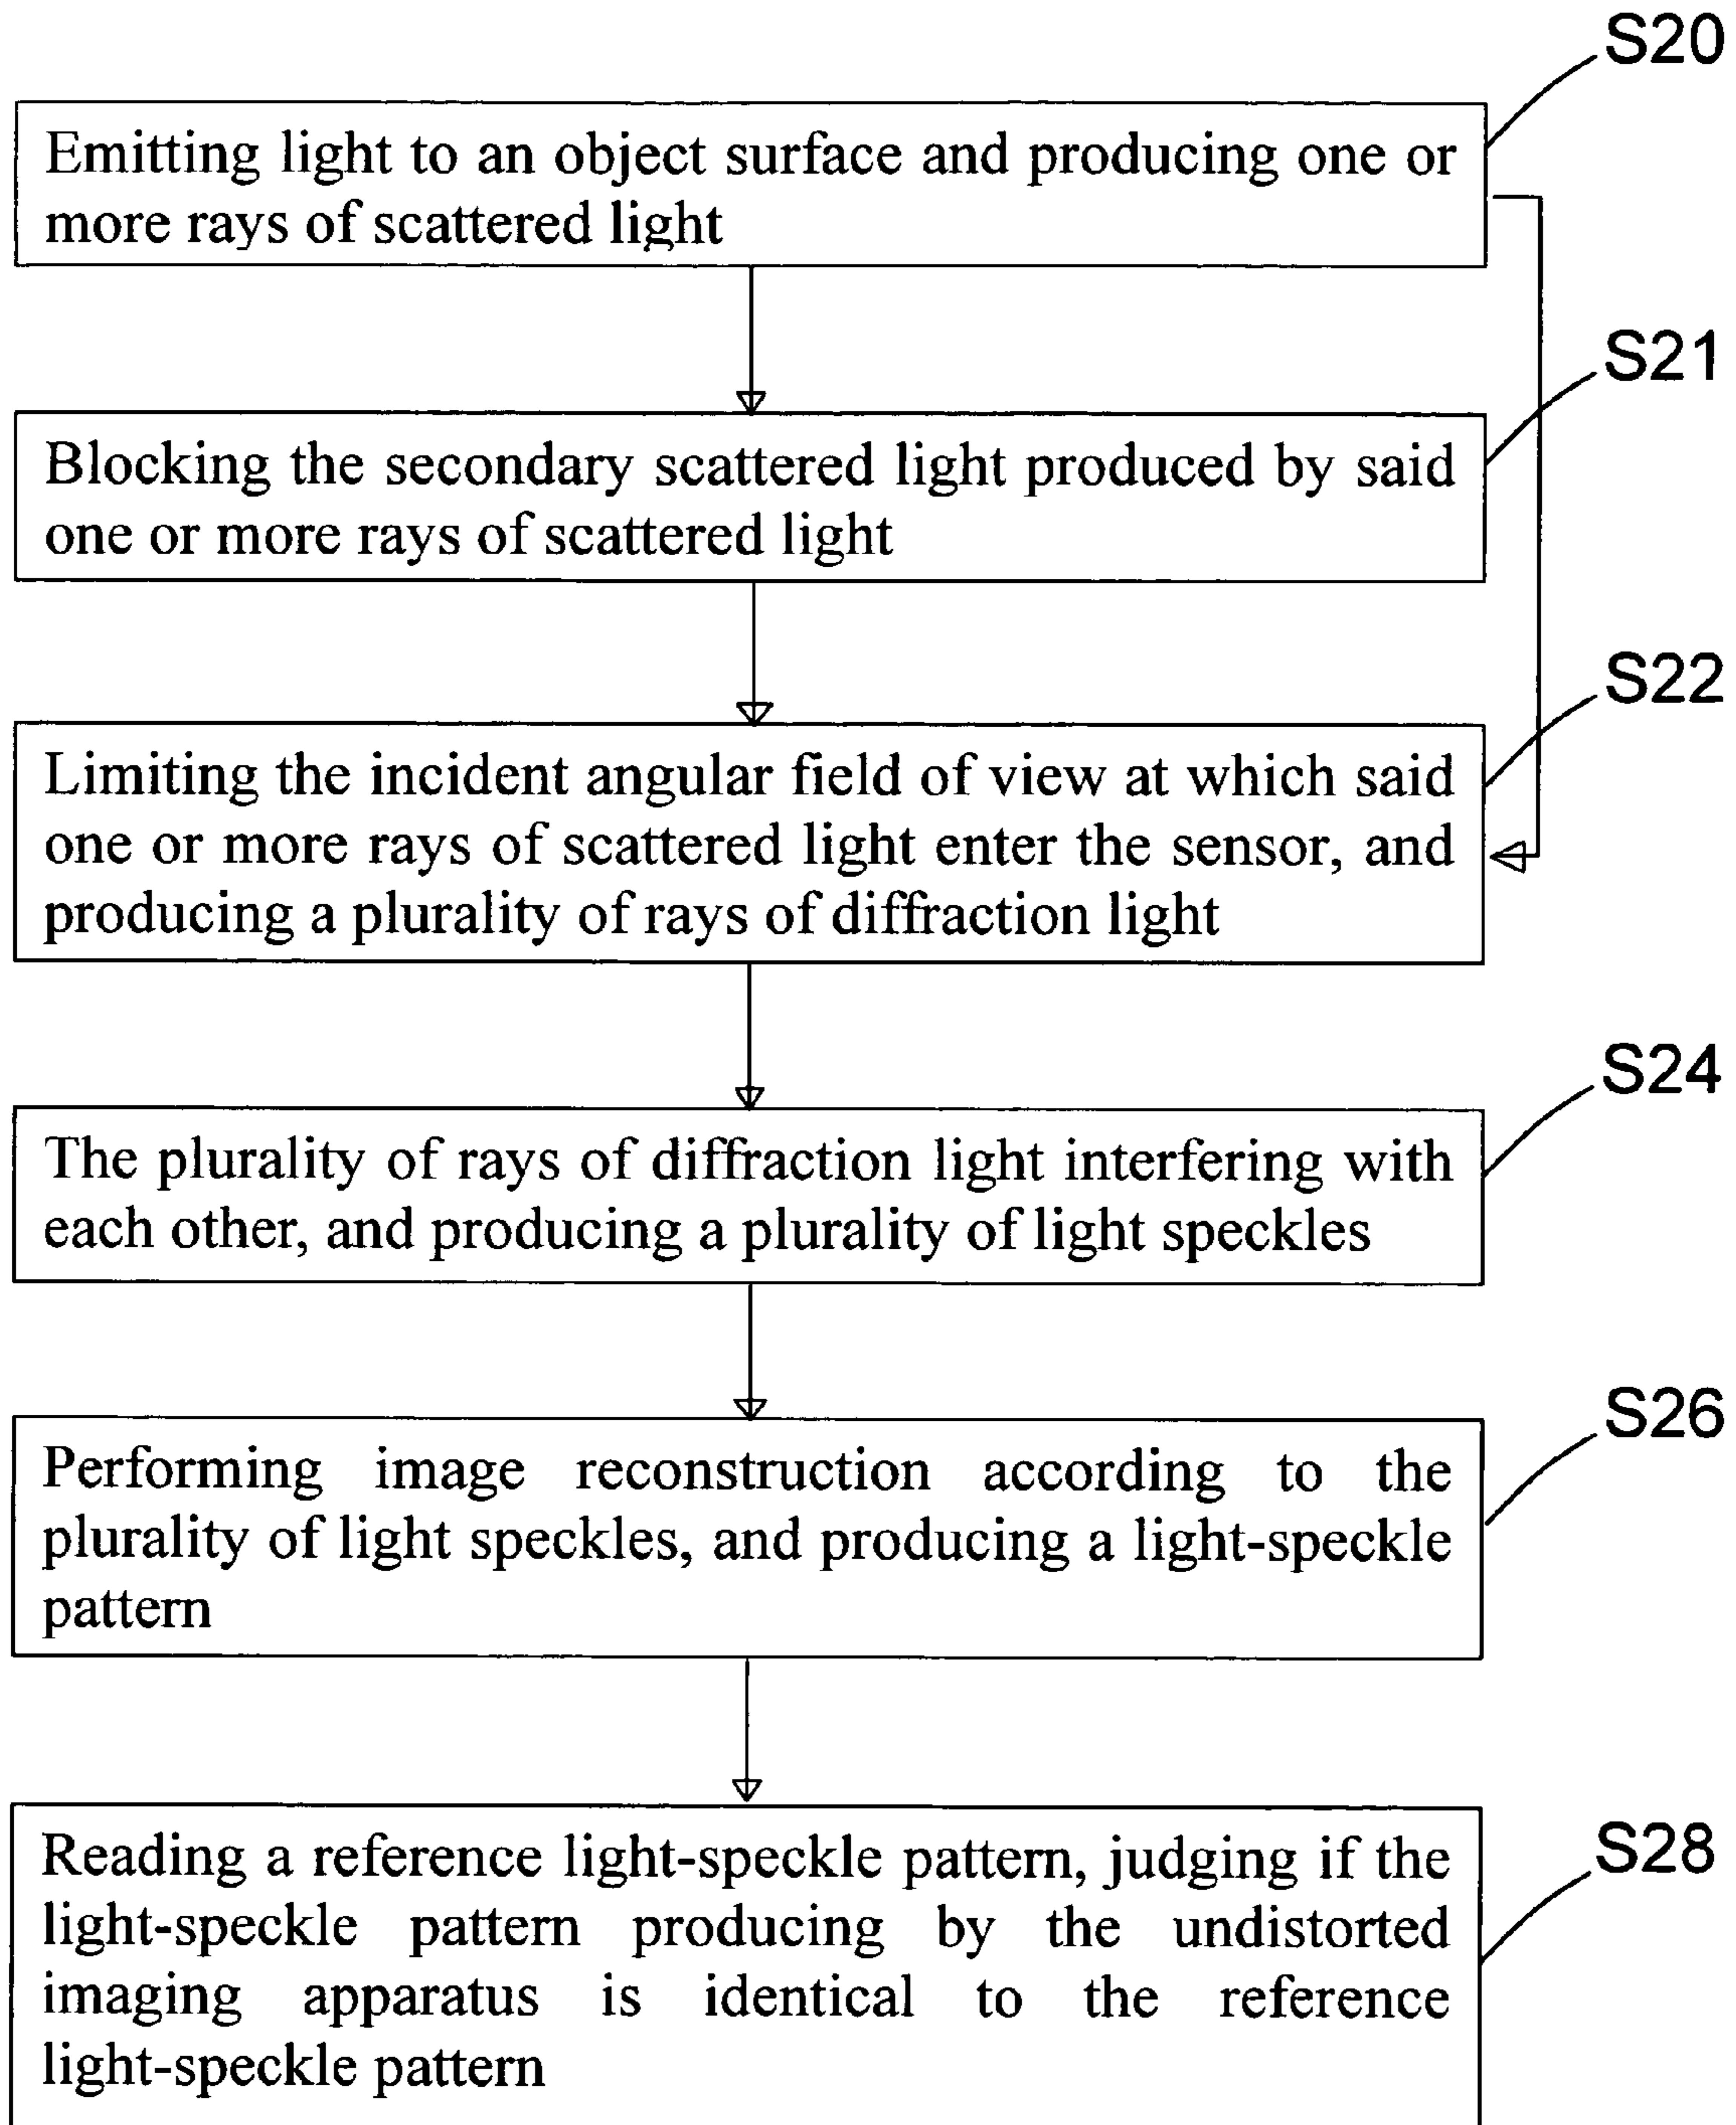 S20
Emitting light to an object surface and producing one or
more rays of scattered light
S21
Blocking the secondary scattered light produced by said
one or more rays of scattered light
S22
Limiting the incident angular field of view at which said
one or more rays of scattered light enter the sensor, and
producing a plurality of rays of diffraction light
S24
The plurality of rays of diffraction light interfering with
each other, and producing a plurality of light speckles
S26
Performing image reconstruction according to the
plurality of light speckles, and producing a light-speckle
pattern
S28
Reading a reference light-speckle pattern, judging if the
light-speckle pattern producing by the undistorted
imaging apparatus is identical to the reference
light-speckle pattern